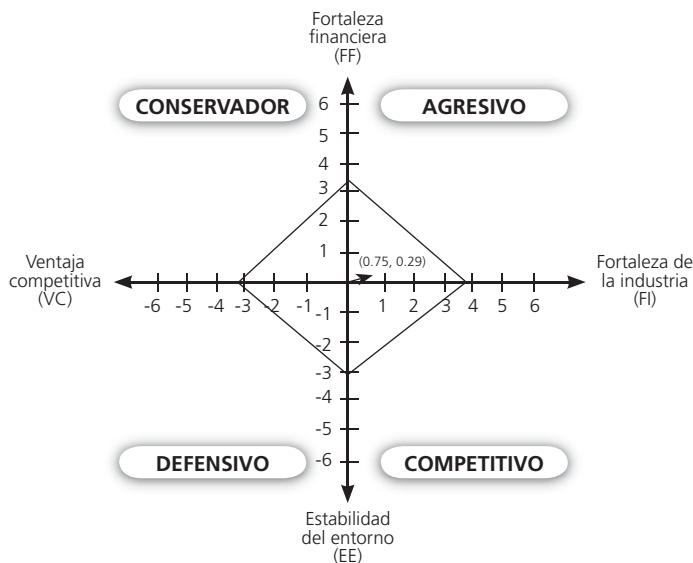 Fortaleza
financiera
(FF)
CONSERVADOR
AGRESIVO
6
5
4
3
2
1
(0.75, 0.29)
Ventaja
competitiva
(VC)
Fortaleza de
la industria
(FI)
-6 -5 -4 -3 -2 -1
1 2 3 4 5 6
-1
-2
-3
-4
-5
-6
DEFENSIVO
COMPETITIVO
Estabilidad
del entorno
(EE)